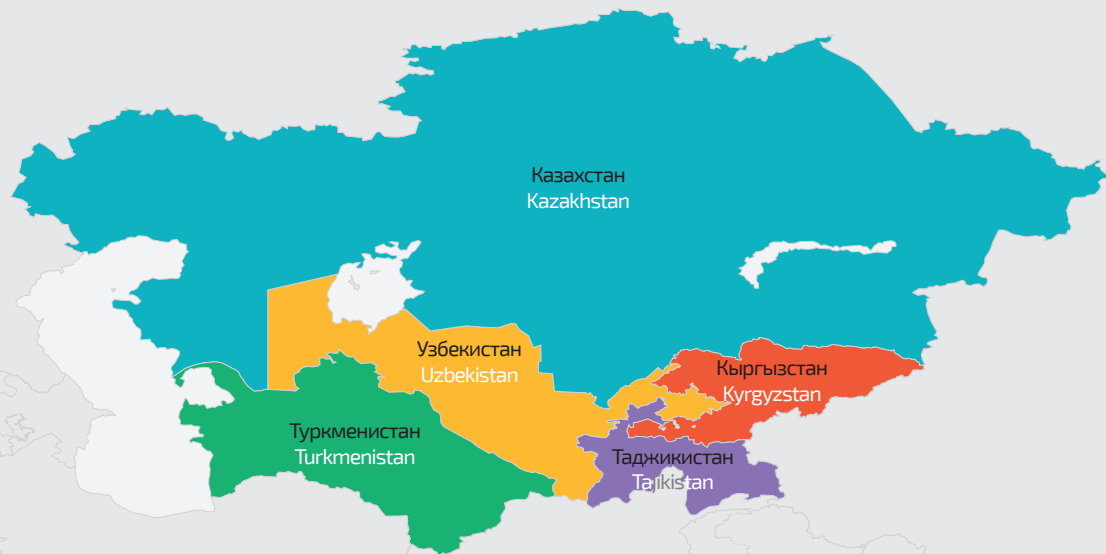 Казахстан
Kazakhstan
Узбекистан
Uzbekistan
Кыргызстан
Kyrgyzstan
Туркменистан
Turkmenistan
Таджикистан
Tajikistan